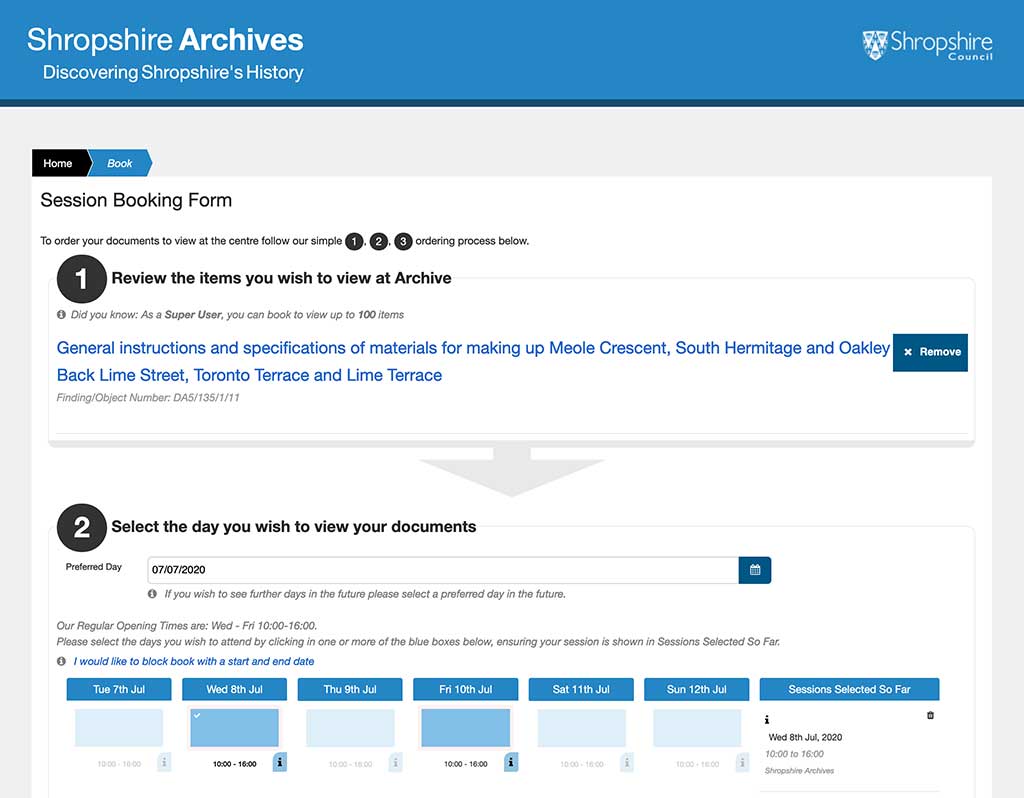 Shropshire Archives
Discovering Shropshire's History
Shropshire
Council
Home
Book
Session Booking Form
To order your documents to view at the centre follow our simple 1, 2, 3 ordering process below.
1 Review the items you wish to view at Archive
Did you know: As a Super User, you can book to view up to 100 items
General instructions and specifications of materials for making up Meole Crescent, South Hermitage and Oakley
Back Lime Street, Toronto Terrace and Lime Terrace
Remove
Finding/Object Number: DA5/135/1/11
2 Select the day you wish to view your documents
Preferred Day
07/07/2020
If you wish to see further days in the future please select a preferred day in the future.
Our Regular Opening Times are: Wed - Fri 10:00-16:00.
Please select the days you wish to attend by clicking in one or more of the blue boxes below, ensuring your session is shown in Sessions Selected So Far.
I would like to block book with a start and end date
Tue 7th Jul
Wed 8th Jul
Thu 9th Jul
Fri 10th Jul
Sat 11th Jul
Sun 12th Jul
Sessions Selected So Far
10:00 - 16:00
10:00 - 16:00
10:00 - 16:00
10:00 - 16:00
10:00 - 16:00
10:00 - 16:00
Wed 8th Jul, 2020
10:00 to 16:00
Shropshire Archives